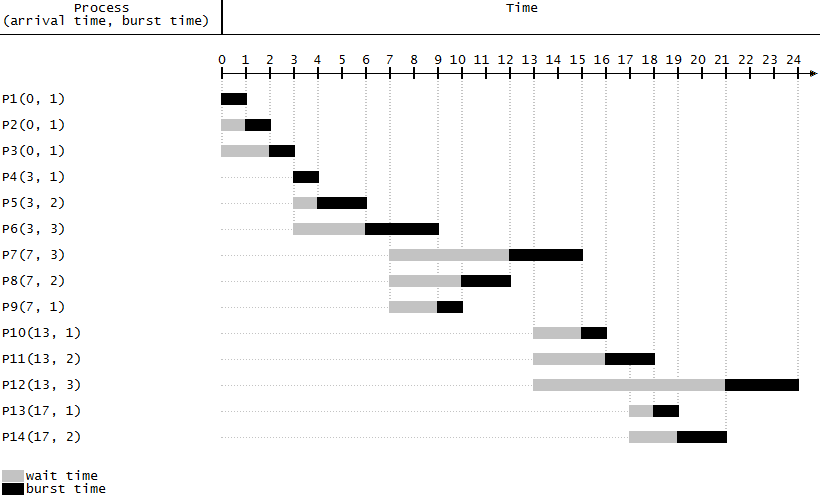 Process
(arrival time, burst time)
Time
0 1 2 3 4 5 6 7 8 9 10 11 12 13 14 15 16 17 18 19 20 21 22 23 24
P1(0, 1)
P2(0, 1)
P3(0, 1)
P4(3, 1)
P5(3, 2)
P6(3, 3)
P7(7, 3)
P8(7, 2)
P9(7, 1)
P10(13, 1)
P11(13, 2)
P12(13, 3)
P13(17, 1)
P14(17, 2)
wait time
burst time